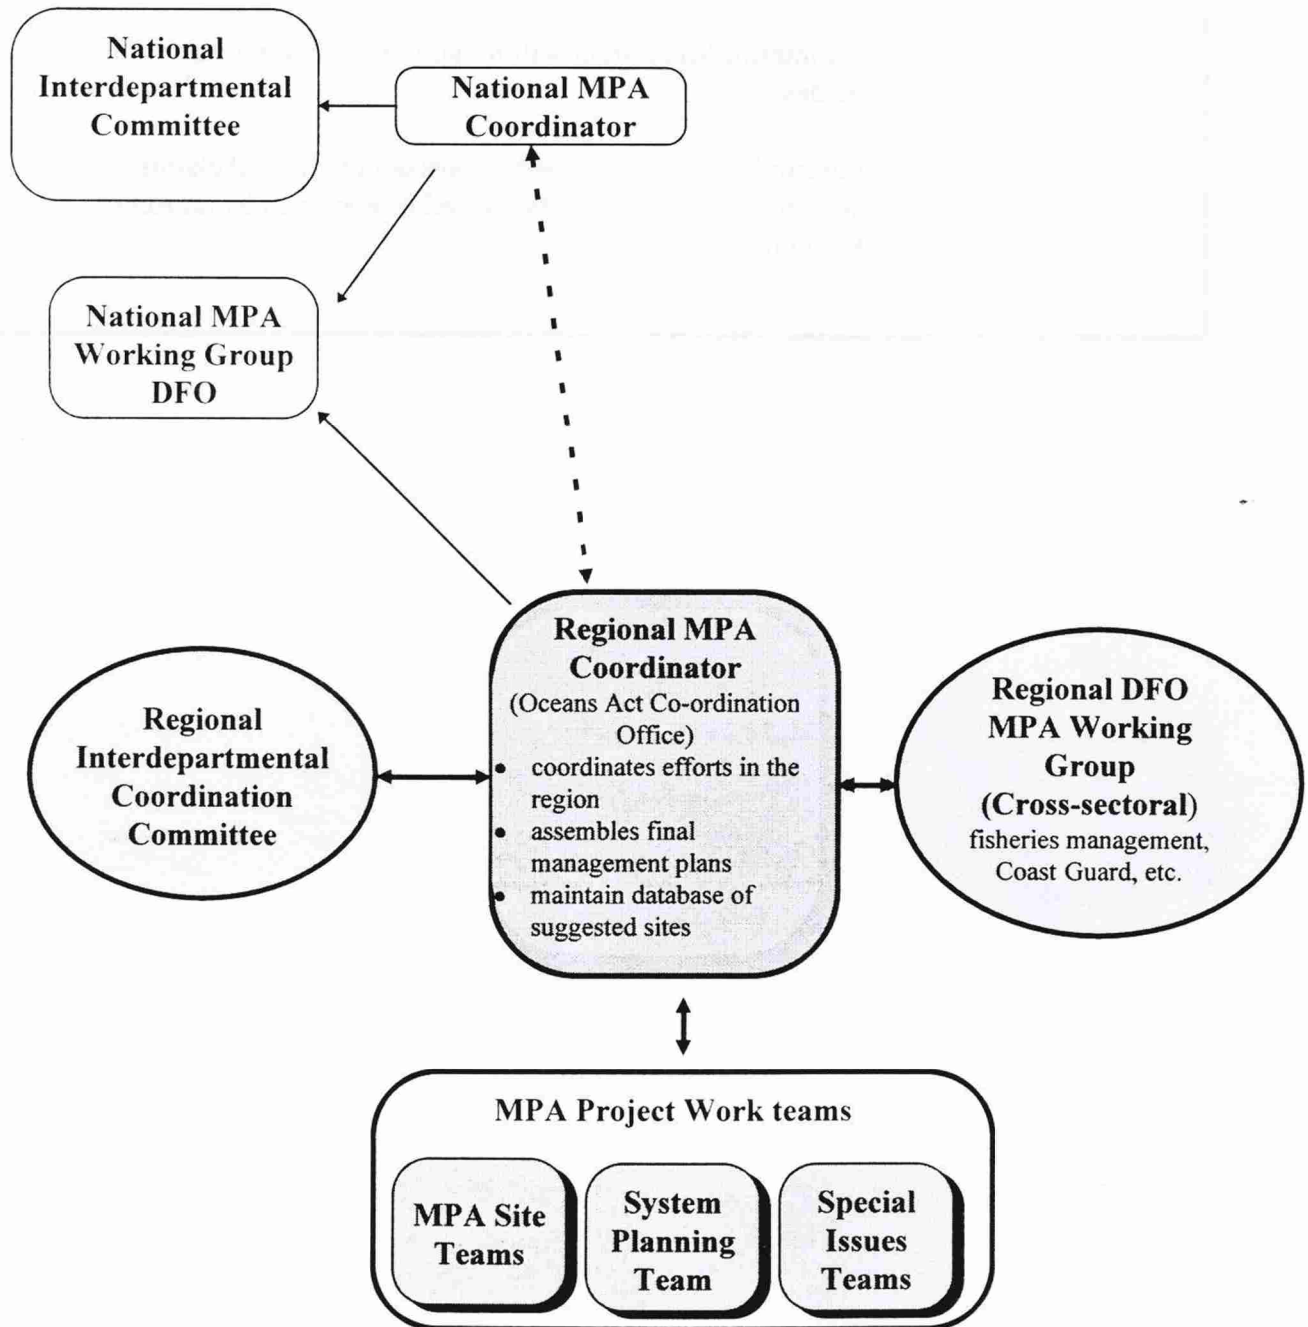 National
Interdepartmental
Committee
National MPA
Coordinator
National MPA
Working Group
DFO
Regional MPA
Coordinator
(Oceans Act Co-ordination
Office)
• coordinates efforts in the
region
• assembles final
management plans
• maintain database of
suggested sites
Regional
Interdepartmental
Coordination
Committee
Regional DFO
MPA Working
Group
(Cross-sectoral)
fisheries management,
Coast Guard, etc.
MPA Project Work teams
MPA Site
Teams
System
Planning
Team
Special
Issues
Teams